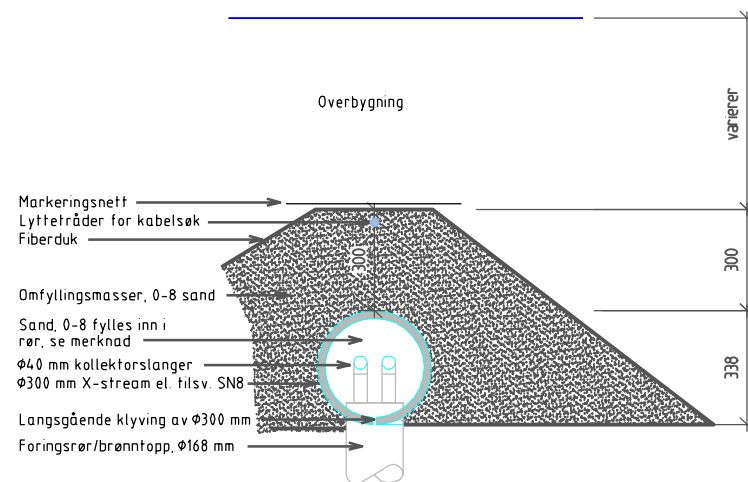 Overbygning
varierer
Markeringsnett
Lyttetråder for kabelsøk
Fiberduk
300
300
Omfyllingsmasser, 0-8 sand
Sand, 0-8 fylles inn i
rør, se merknad
Φ40 mm kollektorslanger
Φ300 mm X-stream el. tilsv. SN8
338
Langsgående klyving av Φ300 mm
Foringsrør/brønntopp, Φ168 mm